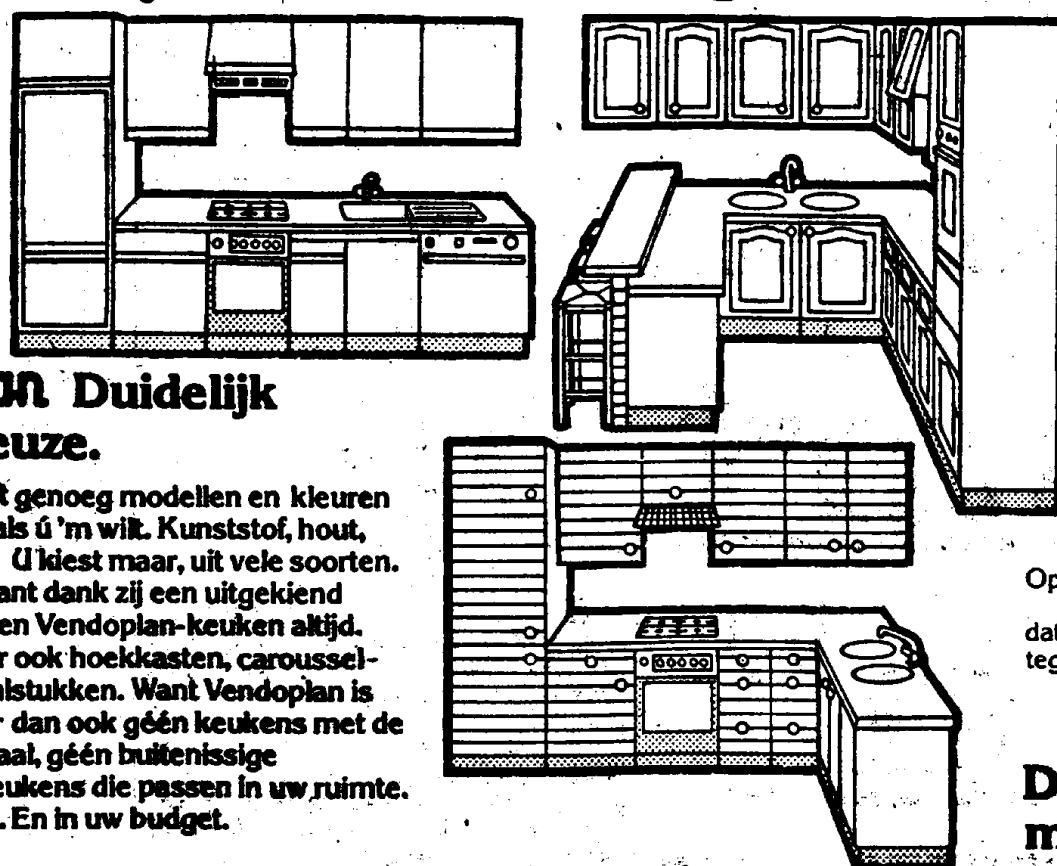 Duidelijk
euze.
t genoeg modellen en kleuren
als ú 'm wilt. Kunststof, hout,
U kiest maar, uit vele soorten.
ant dank zij een uitgekiend
en Vendoplan-keuken altijd.
r ook hoekkasten, caroussel-
alstukken. Want Vendoplan is
r dan ook géén keukens met de
aal, géén buitenissige
eukens die passen in uw ruimte.
. En in uw budget.
Op
dat
teg
D
m